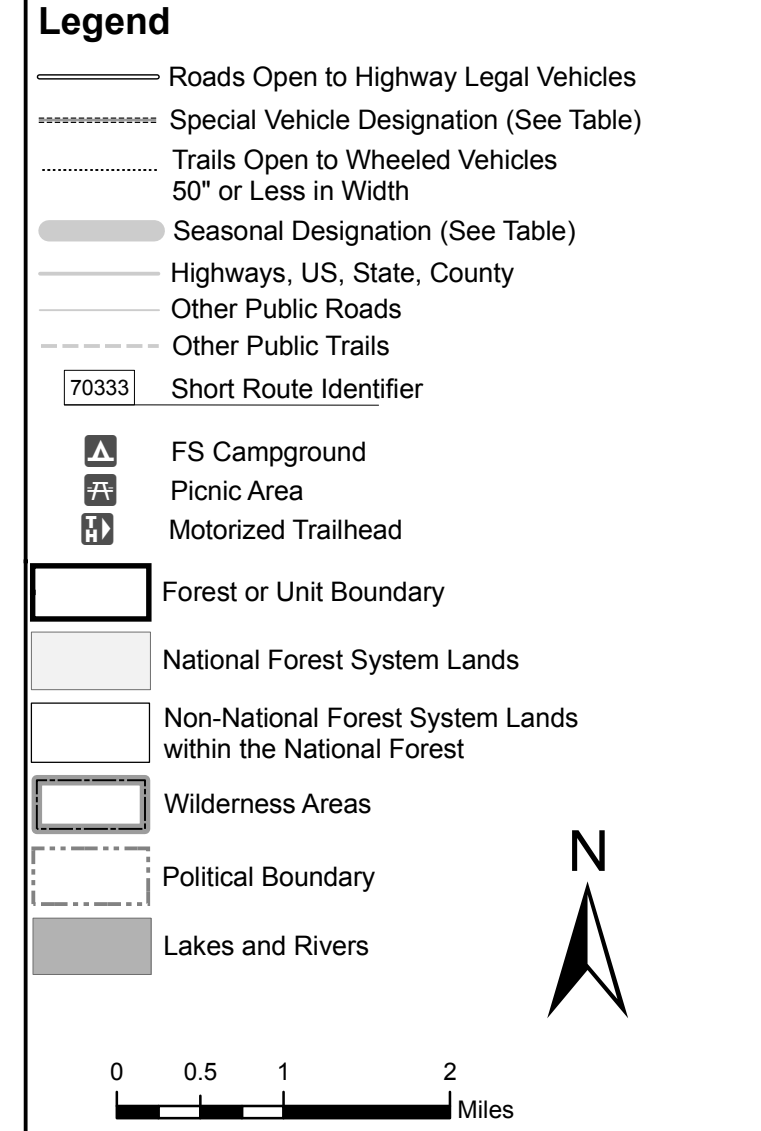 Legend
Roads Open to Highway Legal Vehicles
Special Vehicle Designation (See Table)
Trails Open to Wheeled Vehicles
50" or Less in Width
Seasonal Designation (See Table)
Highways, US, State, County
Other Public Roads
Other Public Trails
70333 Short Route Identifier
FS Campground
Picnic Area
TH Motorized Trailhead
Forest or Unit Boundary
National Forest System Lands
Non-National Forest System Lands
within the National Forest
Wilderness Areas
N
Political Boundary
Lakes and Rivers
0 0.5 1 2
Miles